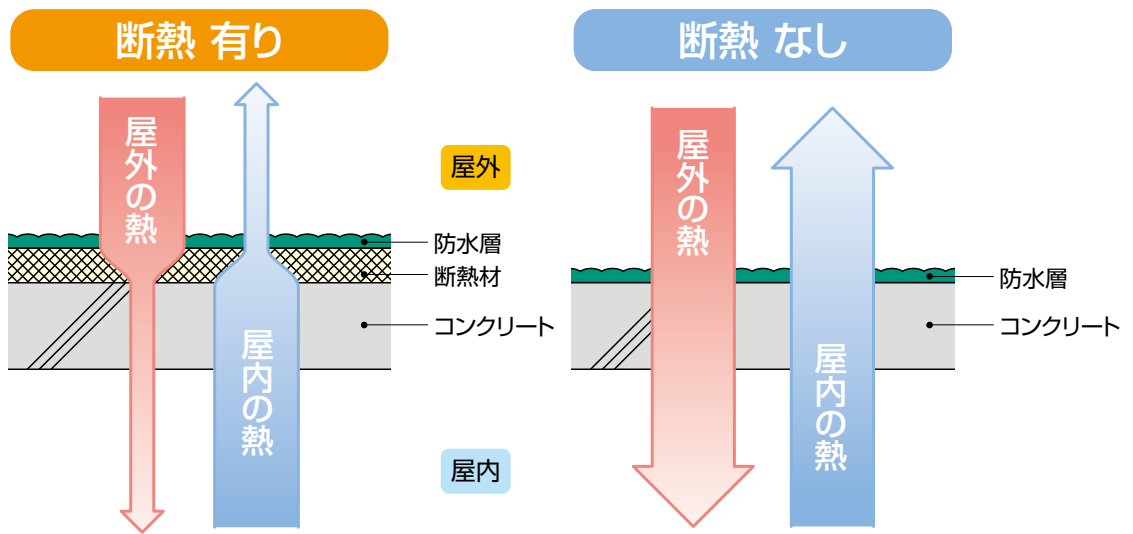 断熱 有り
断熱 なし
屋外の熱
屋内の熱
屋外
防水層
断熱材
コンクリート
屋内
屋外の熱
屋内の熱
防水層
コンクリート